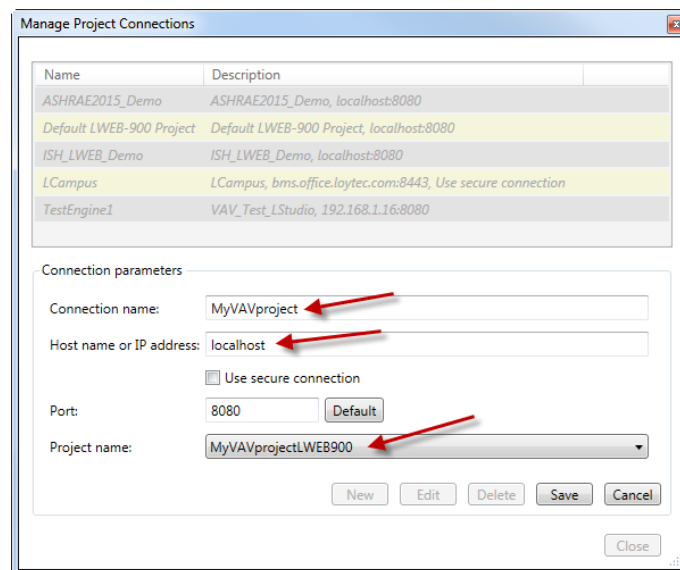 Manage Project Connections
Name Description
ASHRAE2015_Demo ASHRAE2015_Demo, localhost:8080
Default LWEB-900 Project Default LWEB-900 Project, localhost:8080
ISH_LWEB_Demo ISH_LWEB_Demo, localhost:8080
LCampus LCampus, bms.office.loytec.com:8443, Use secure connection
TestEngine1 VAV_Test_LStudio, 192.168.1.16:8080
Connection parameters
Connection name: MyVAVproject
Host name or IP address: localhost
Use secure connection
Port: 8080 Default
Project name: MyVAVprojectLWEB900
New Edit Delete Save Cancel
Close